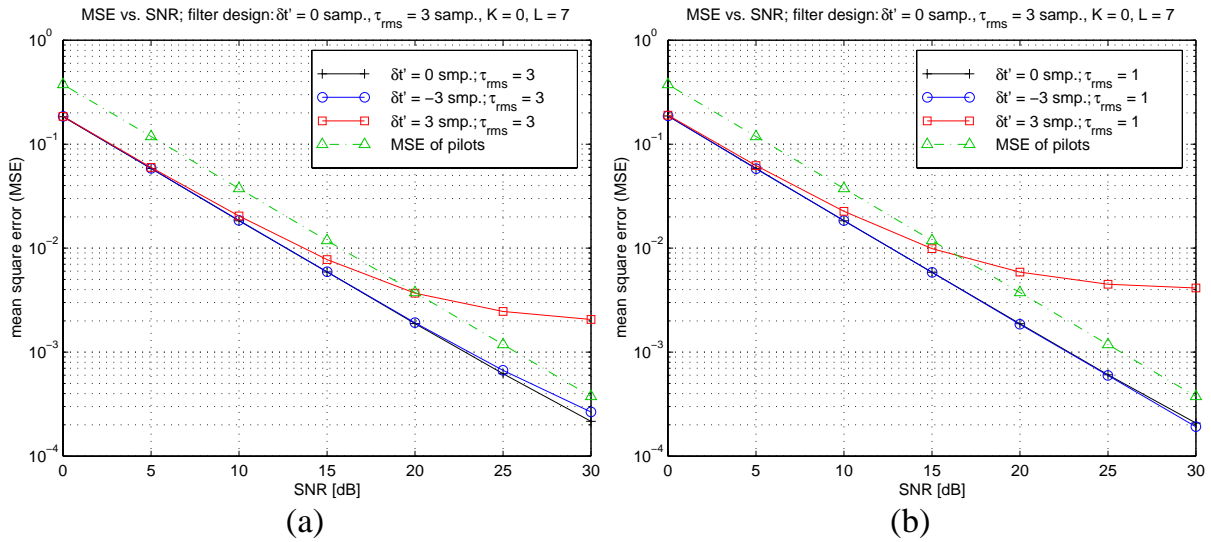 MSE vs. SNR; filter design: δt' = 0 samp., τrms = 3 samp., K = 0, L = 7
10^0
10^−1
10^−2
10^−3
10^−4
mean square error (MSE)
δt' = 0 smp.; τrms = 3
δt' = −3 smp.; τrms = 3
δt' = 3 smp.; τrms = 3
MSE of pilots
0 5 10 15 20 25 30
SNR [dB]
(a)
MSE vs. SNR; filter design: δt' = 0 samp., τrms = 3 samp., K = 0, L = 7
10^0
10^−1
10^−2
10^−3
10^−4
mean square error (MSE)
δt' = 0 smp.; τrms = 1
δt' = −3 smp.; τrms = 1
δt' = 3 smp.; τrms = 1
MSE of pilots
0 5 10 15 20 25 30
SNR [dB]
(b)